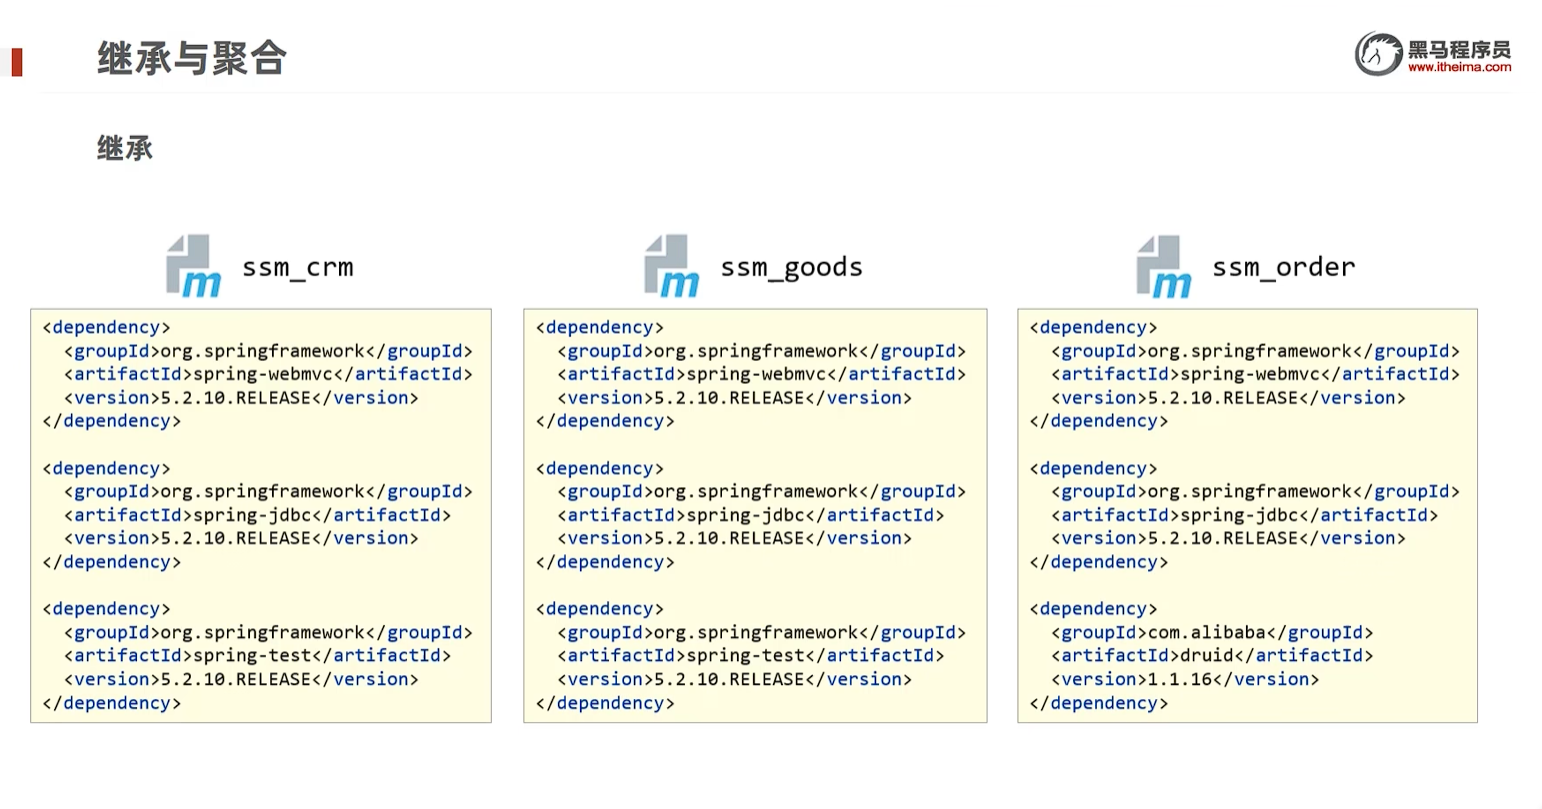 继承与聚合
黑马程序员
www.itheima.com
继承
m ssm_crm
<dependency>
<groupId>org.springframework</groupId>
<artifactId>spring-webmvc</artifactId>
<version>5.2.10.RELEASE</version>
</dependency>
<dependency>
<groupId>org.springframework</groupId>
<artifactId>spring-jdbc</artifactId>
<version>5.2.10.RELEASE</version>
</dependency>
<dependency>
<groupId>org.springframework</groupId>
<artifactId>spring-test</artifactId>
<version>5.2.10.RELEASE</version>
</dependency>
m ssm_goods
<dependency>
<groupId>org.springframework</groupId>
<artifactId>spring-webmvc</artifactId>
<version>5.2.10.RELEASE</version>
</dependency>
<dependency>
<groupId>org.springframework</groupId>
<artifactId>spring-jdbc</artifactId>
<version>5.2.10.RELEASE</version>
</dependency>
<dependency>
<groupId>org.springframework</groupId>
<artifactId>spring-test</artifactId>
<version>5.2.10.RELEASE</version>
</dependency>
m ssm_order
<dependency>
<groupId>org.springframework</groupId>
<artifactId>spring-webmvc</artifactId>
<version>5.2.10.RELEASE</version>
</dependency>
<dependency>
<groupId>org.springframework</groupId>
<artifactId>spring-jdbc</artifactId>
<version>5.2.10.RELEASE</version>
</dependency>
<dependency>
<groupId>com.alibaba</groupId>
<artifactId>druid</artifactId>
<version>1.1.16</version>
</dependency>